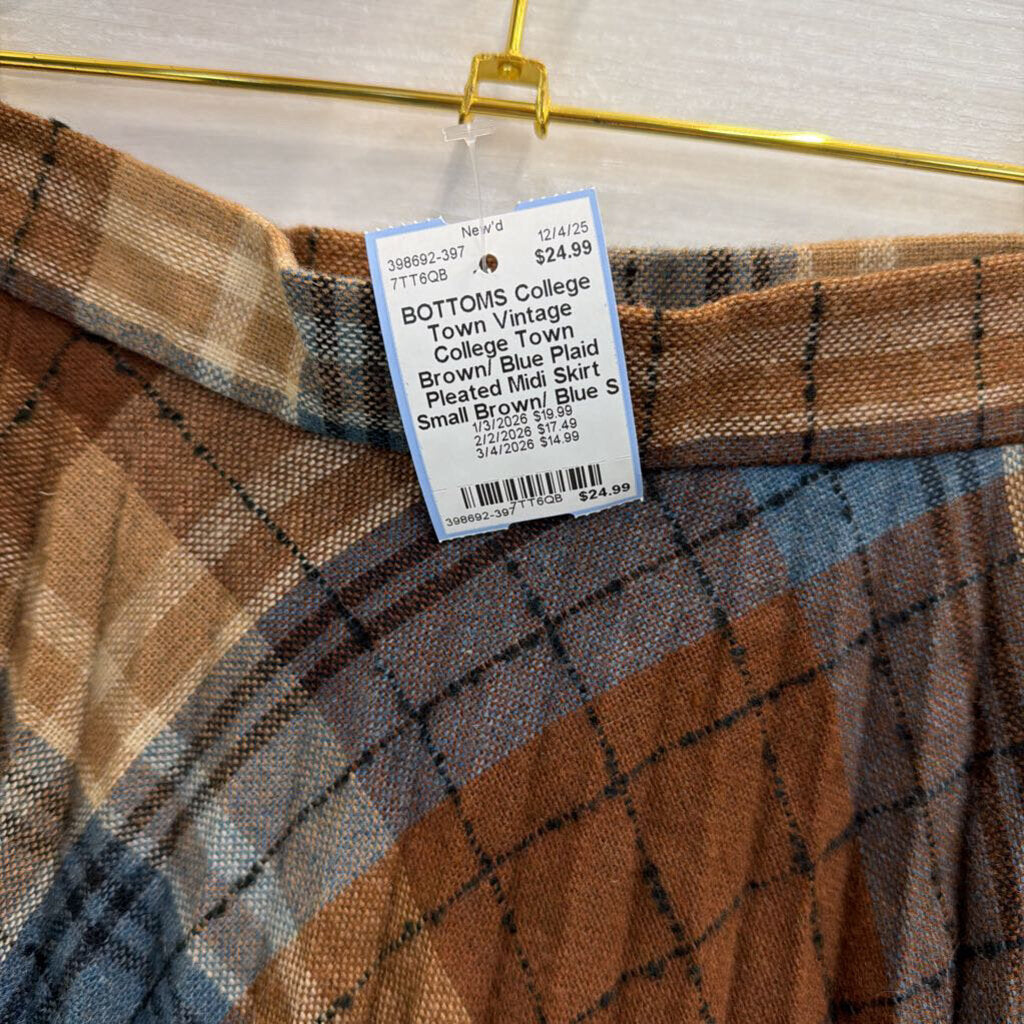 New'd
398692-397 12/4/25
7TT6QB $24.99
BOTTOMS College
Town Vintage
College Town
Brown/ Blue Plaid
Pleated Midi Skirt
Small Brown/ Blue S
1/3/2026 $19.99
2/2/2026 $17.49
3/4/2026 $14.99
398692-397 7TT6QB $24.99